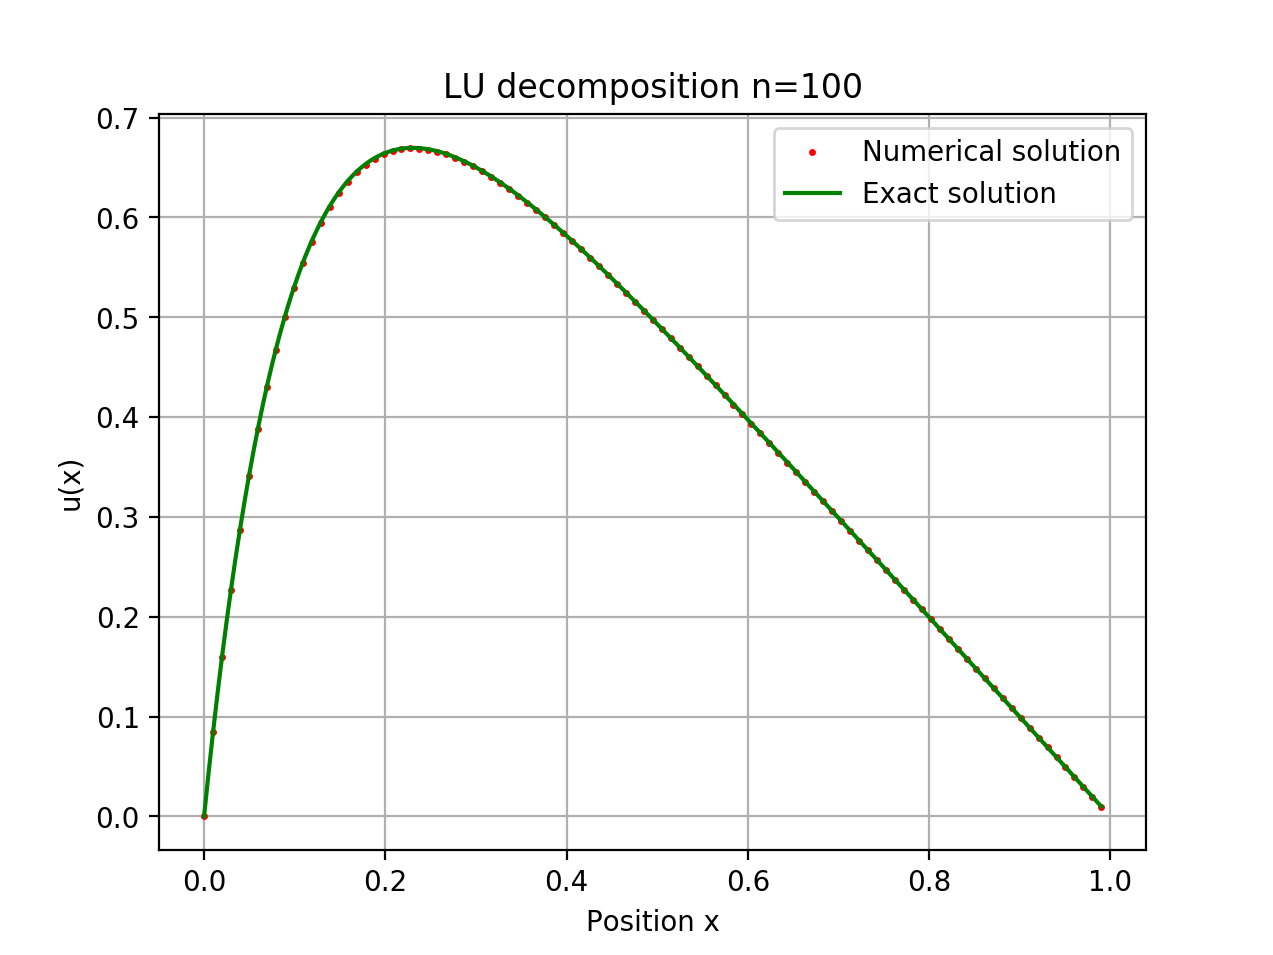 LU decomposition n=100
Numerical solution
Exact solution
0.7
0.6
0.5
0.4
0.3
0.2
0.1
0.0
u(x)
0.0 0.2 0.4 0.6 0.8 1.0
Position x